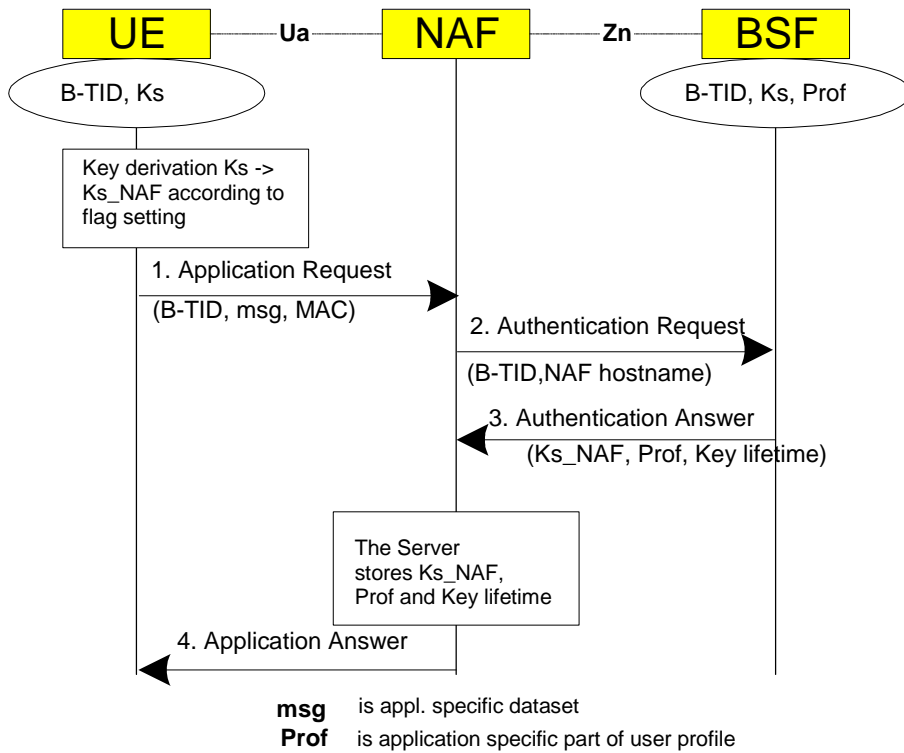 UE Ua NAF Zn BSF
B-TID, Ks
B-TID, Ks, Prof
Key derivation Ks ->
Ks_NAF according to
flag setting
1. Application Request
(B-TID, msg, MAC)
2. Authentication Request
(B-TID,NAF hostname)
3. Authentication Answer
(Ks_NAF, Prof, Key lifetime)
The Server
stores Ks_NAF,
Prof and Key lifetime
4. Application Answer
msg is appl. specific dataset
Prof is application specific part of user profile